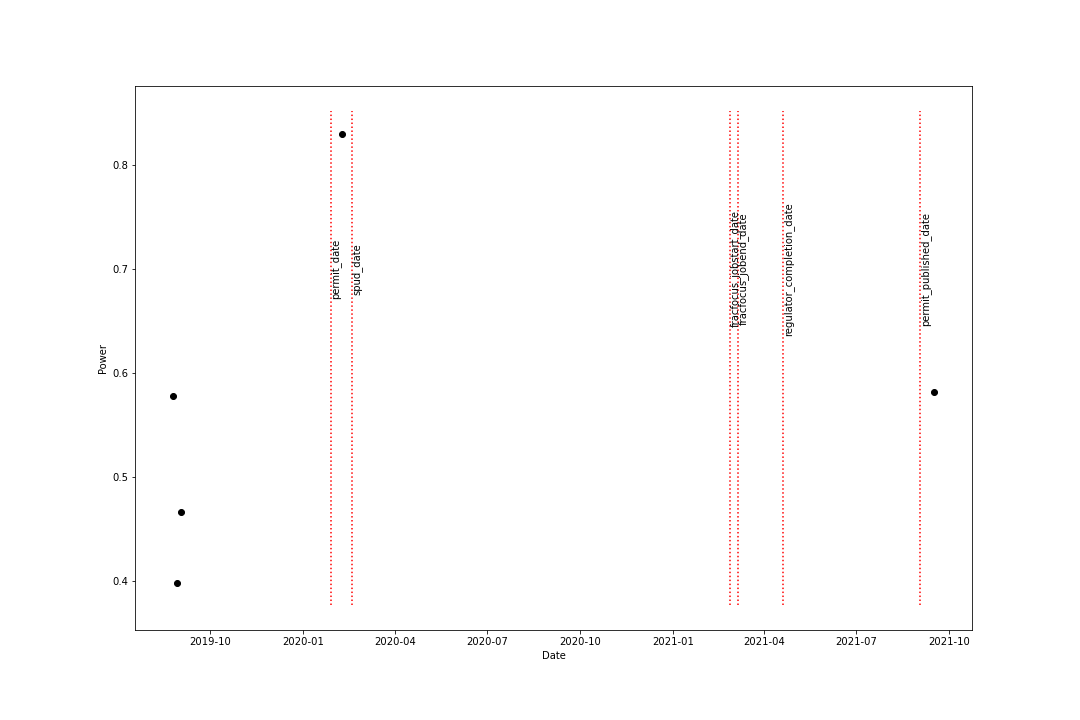 Power
0.8
0.7
0.6
0.5
0.4
permit_date
spud_date
fracfocus_jobstart_date
fracfocus_jobend_date
regulator_completion_date
permit_published_date
2019-10
2020-01
2020-04
2020-07
2020-10
2021-01
2021-04
2021-07
2021-10
Date